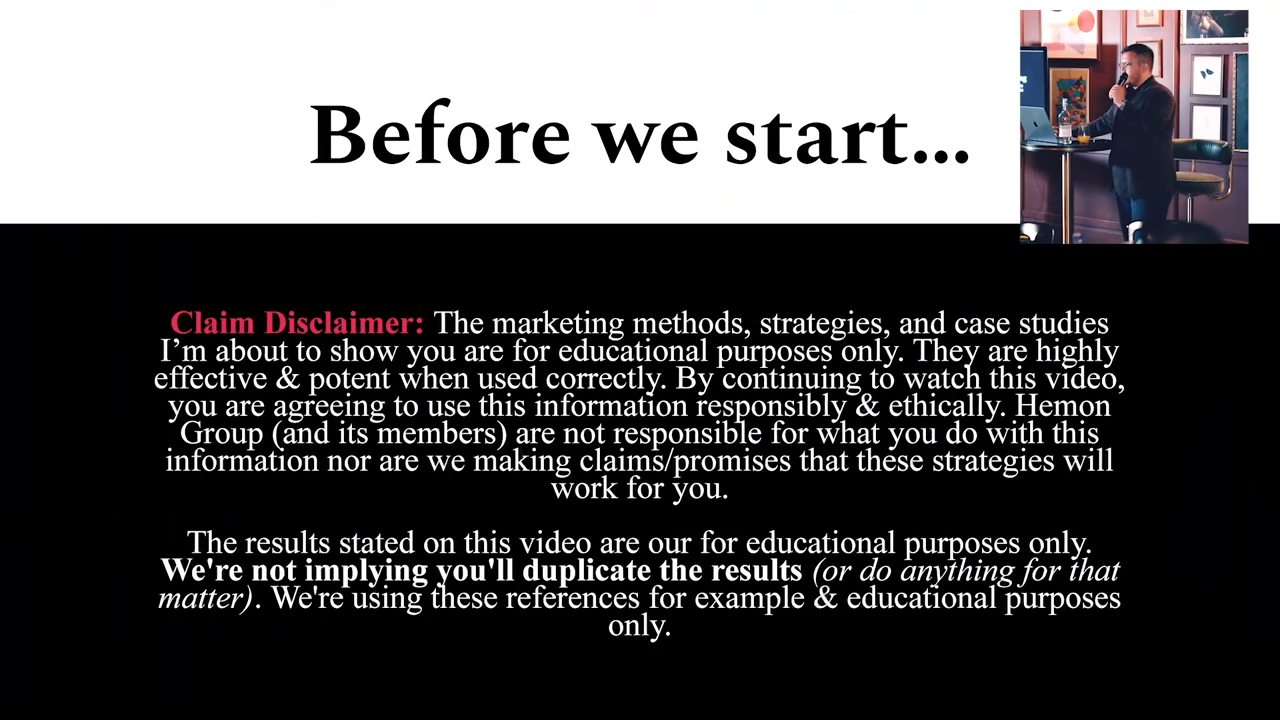 Before we start...
Claim Disclaimer: The marketing methods, strategies, and case studies
I’m about to show you are for educational purposes only. They are highly
effective & potent when used correctly. By continuing to watch this video,
you are agreeing to use this information responsibly & ethically. Hemon
Group (and its members) are not responsible for what you do with this
information nor are we making claims/promises that these strategies will
work for you.
The results stated on this video are our for educational purposes only.
We're not implying you'll duplicate the results (or do anything for that
matter). We're using these references for example & educational purposes
only.